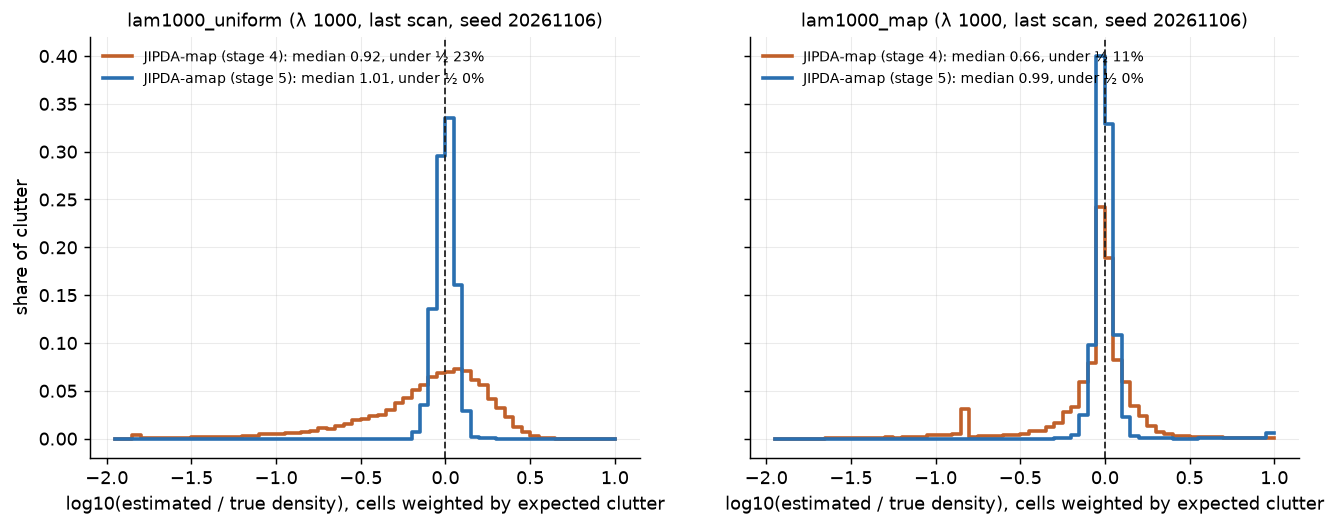 lam1000_uniform (λ 1000, last scan, seed 20261106)
JIPDA-map (stage 4): median 0.92, under ½ 23%
JIPDA-amap (stage 5): median 1.01, under ½ 0%
share of clutter
0.40
0.35
0.30
0.25
0.20
0.15
0.10
0.05
0.00
−2.0 −1.5 −1.0 −0.5 0.0 0.5 1.0
log10(estimated / true density), cells weighted by expected clutter
lam1000_map (λ 1000, last scan, seed 20261106)
JIPDA-map (stage 4): median 0.66, under ½ 11%
JIPDA-amap (stage 5): median 0.99, under ½ 0%
−2.0 −1.5 −1.0 −0.5 0.0 0.5 1.0
log10(estimated / true density), cells weighted by expected clutter